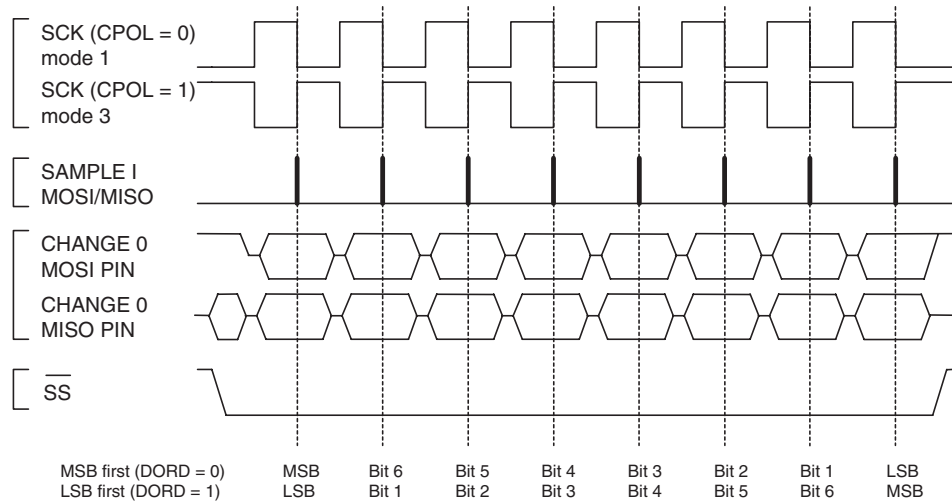 SCK (CPOL = 0)
mode 1
SCK (CPOL = 1)
mode 3
SAMPLE I
MOSI/MISO
CHANGE 0
MOSI PIN
CHANGE 0
MISO PIN
SS
MSB first (DORD = 0) MSB Bit 6 Bit 5 Bit 4 Bit 3 Bit 2 Bit 1 LSB
LSB first (DORD = 1) LSB Bit 1 Bit 2 Bit 3 Bit 4 Bit 5 Bit 6 MSB